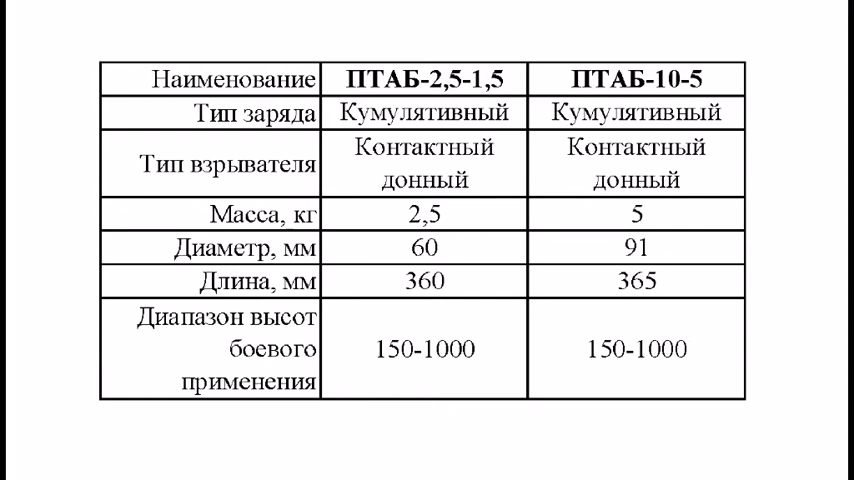 Наименование ПТАБ-2,5-1,5 ПТАБ-10-5
Тип заряда Кумулятивный Кумулятивный
Тип взрывателя Контактный донный Контактный донный
Масса, кг 2,5 5
Диаметр, мм 60 91
Длина, мм 360 365
Диапазон высот боевого применения 150-1000 150-1000